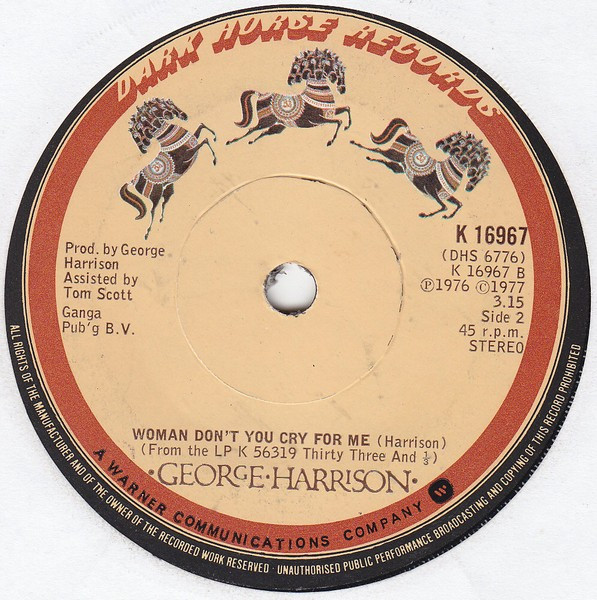 DARK HORSE RECORDS
K 16967
(DHS 6776)
K 16967 B
Ⓟ1976 ©1977
3.15
Side 2
45 r.p.m.
STEREO
Prod. by George
Harrison
Assisted by
Tom Scott
Ganga
Pub'g B.V.
WOMAN DON'T YOU CRY FOR ME (Harrison)
(From the LP K 56319 Thirty Three And ⅓)
·GEORGE·HARRISON·
A WARNER COMMUNICATIONS COMPANY
ALL RIGHTS OF THE MANUFACTURER AND OF THE OWNER OF THE RECORDED WORK RESERVED · UNAUTHORISED PUBLIC PERFORMANCE BROADCASTING AND COPYING OF THIS RECORD PROHIBITED